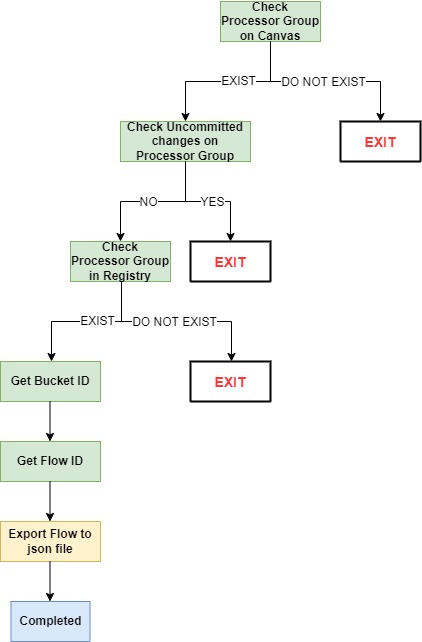 Check
Processor Group
on Canvas
EXIST
DO NOT EXIST
Check Uncommitted
changes on
Processor Group
EXIT
NO
YES
Check
Processor Group
in Registry
EXIT
EXIST
DO NOT EXIST
Get Bucket ID
EXIT
Get Flow ID
Export Flow to
json file
Completed